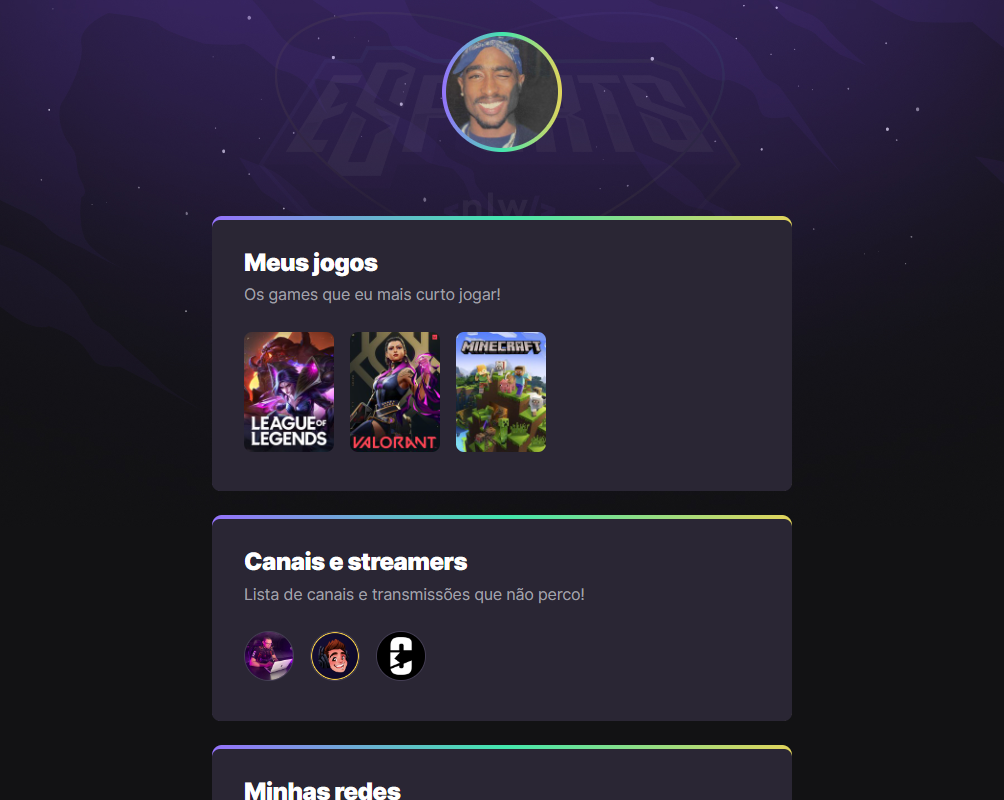 ESPORTS
<nlw/>
Meus jogos
Os games que eu mais curto jogar!
LEAGUE OF
LEGENDS
VALORANT
MINECRAFT
Canais e streamers
Lista de canais e transmissões que não perco!
Minhas redes